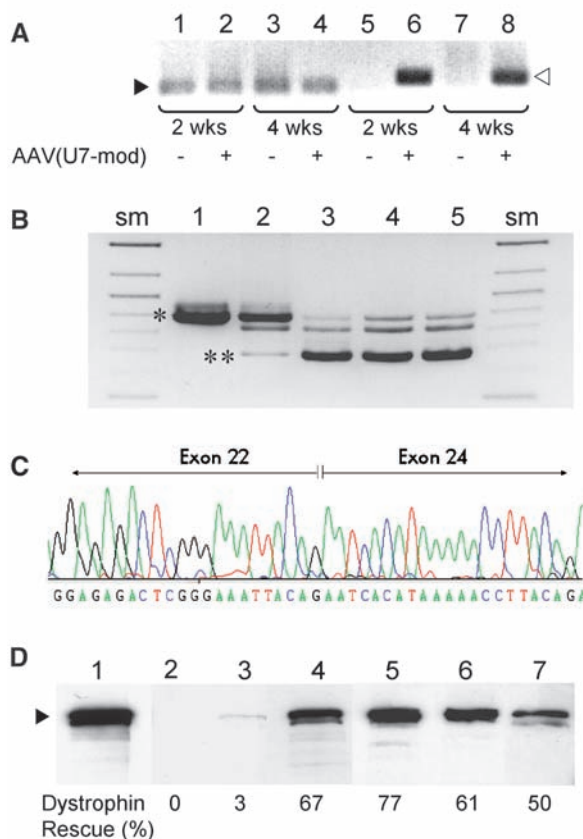 A
1 2 3 4 5 6 7 8
2 wks 4 wks 2 wks 4 wks
AAV(U7-mod) - + - + - + - +
B
sm 1 2 3 4 5 sm
*
**
C
Exon 22 Exon 24
GGAGAGACTCGGGAAATTACAGAATCACATAAAAACCTTACAGA
D
1 2 3 4 5 6 7
Dystrophin 0 3 67 77 61 50
Rescue (%)